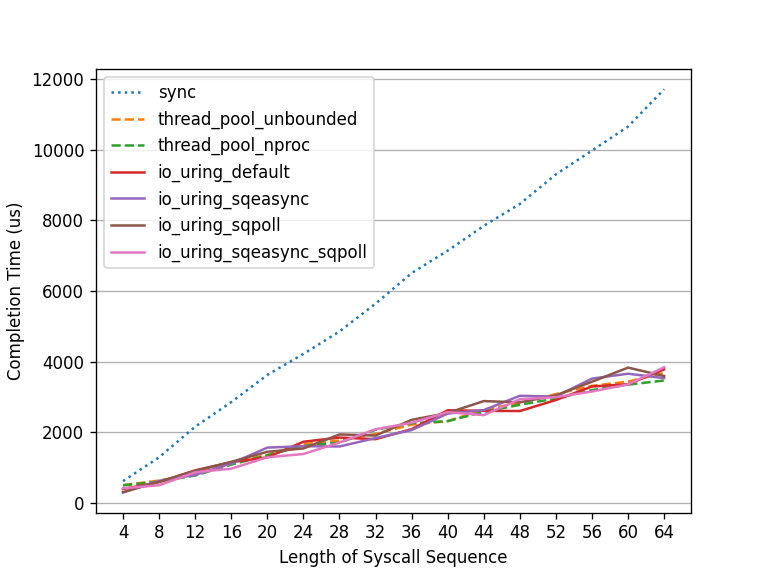 12000
10000
8000
6000
4000
2000
0
Completion Time (us)
sync
thread_pool_unbounded
thread_pool_nproc
io_uring_default
io_uring_sqeasync
io_uring_sqpoll
io_uring_sqeasync_sqpoll
4 8 12 16 20 24 28 32 36 40 44 48 52 56 60 64
Length of Syscall Sequence